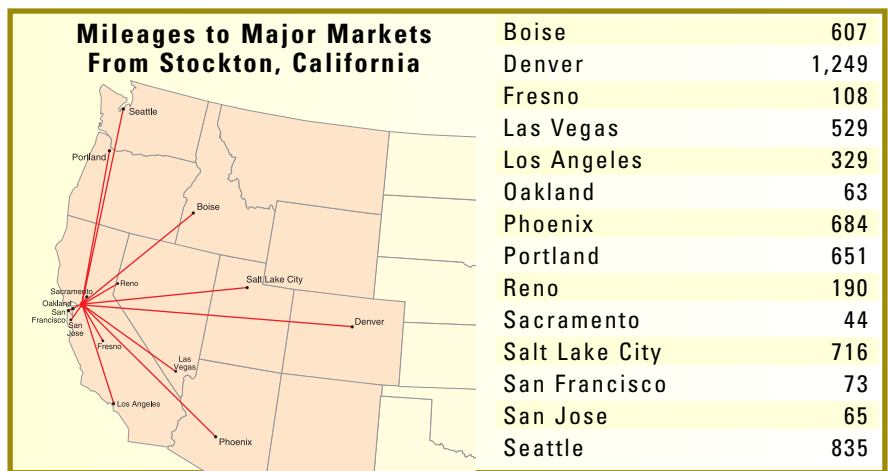 Mileages to Major Markets
From Stockton, California
Seattle
Portland
Boise
Reno
Salt Lake City
Sacramento
Oakland
San
Francisco
San
Jose
Denver
Fresno
Las
Vegas
Los Angeles
Phoenix
Boise 607
Denver 1,249
Fresno 108
Las Vegas 529
Los Angeles 329
Oakland 63
Phoenix 684
Portland 651
Reno 190
Sacramento 44
Salt Lake City 716
San Francisco 73
San Jose 65
Seattle 835